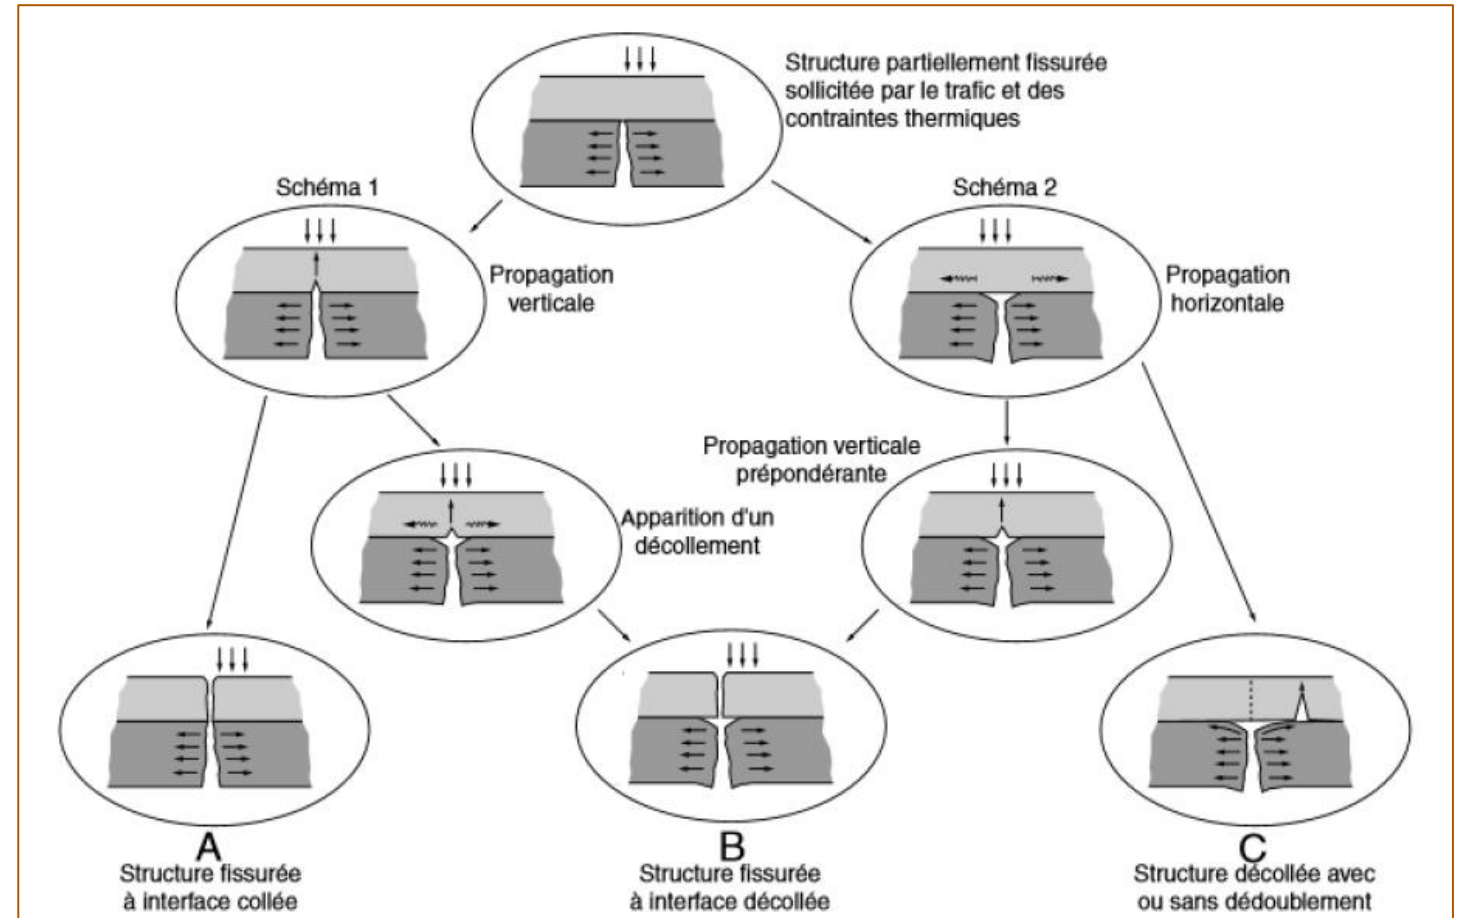 Structure partiellement fissurée
sollicitée par le trafic et des
contraintes thermiques
Schéma 1
Schéma 2
Propagation
verticale
Propagation
horizontale
Propagation verticale
prépondérante
Apparition d'un
décollement
A
Structure fissurée
à interface collée
B
Structure fissurée
à interface décollée
C
Structure décollée avec
ou sans dédoublement